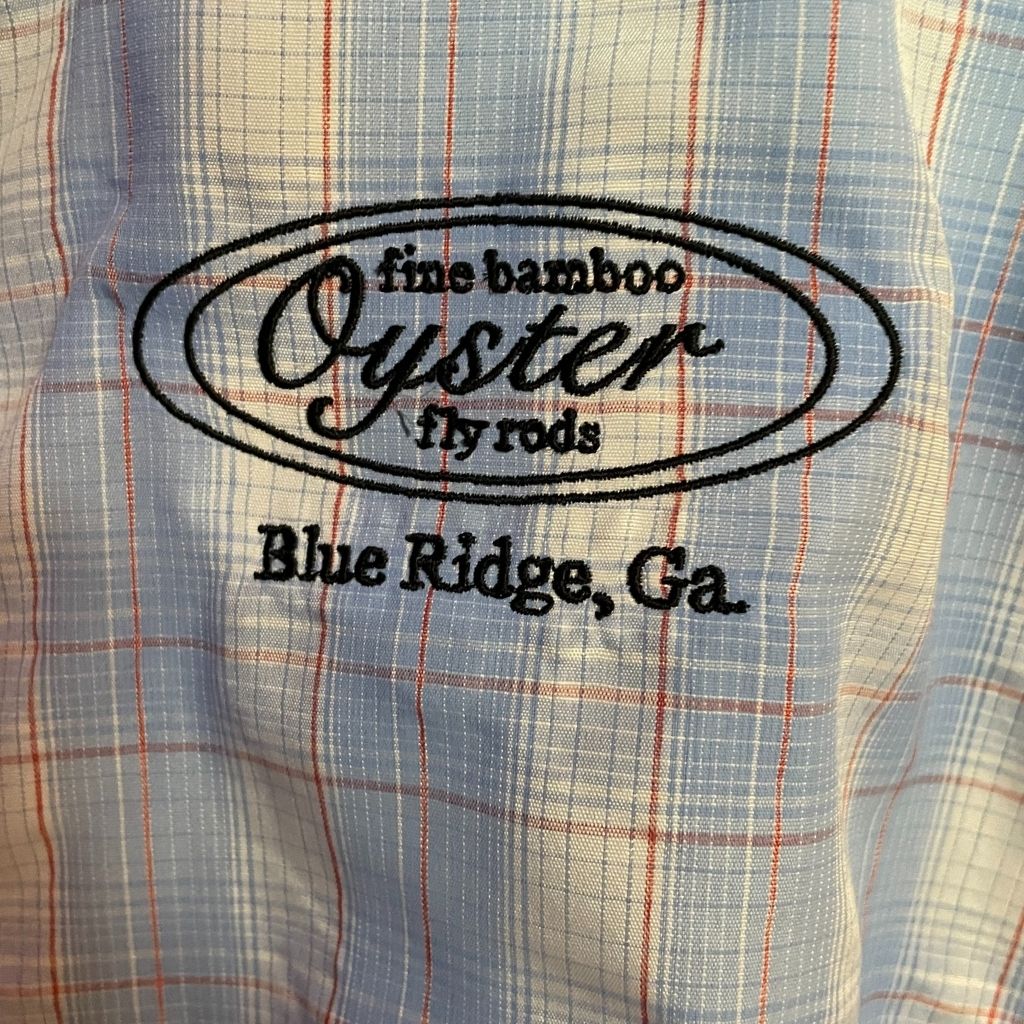 fine bamboo
Oyster
fly rods
Blue Ridge, Ga.